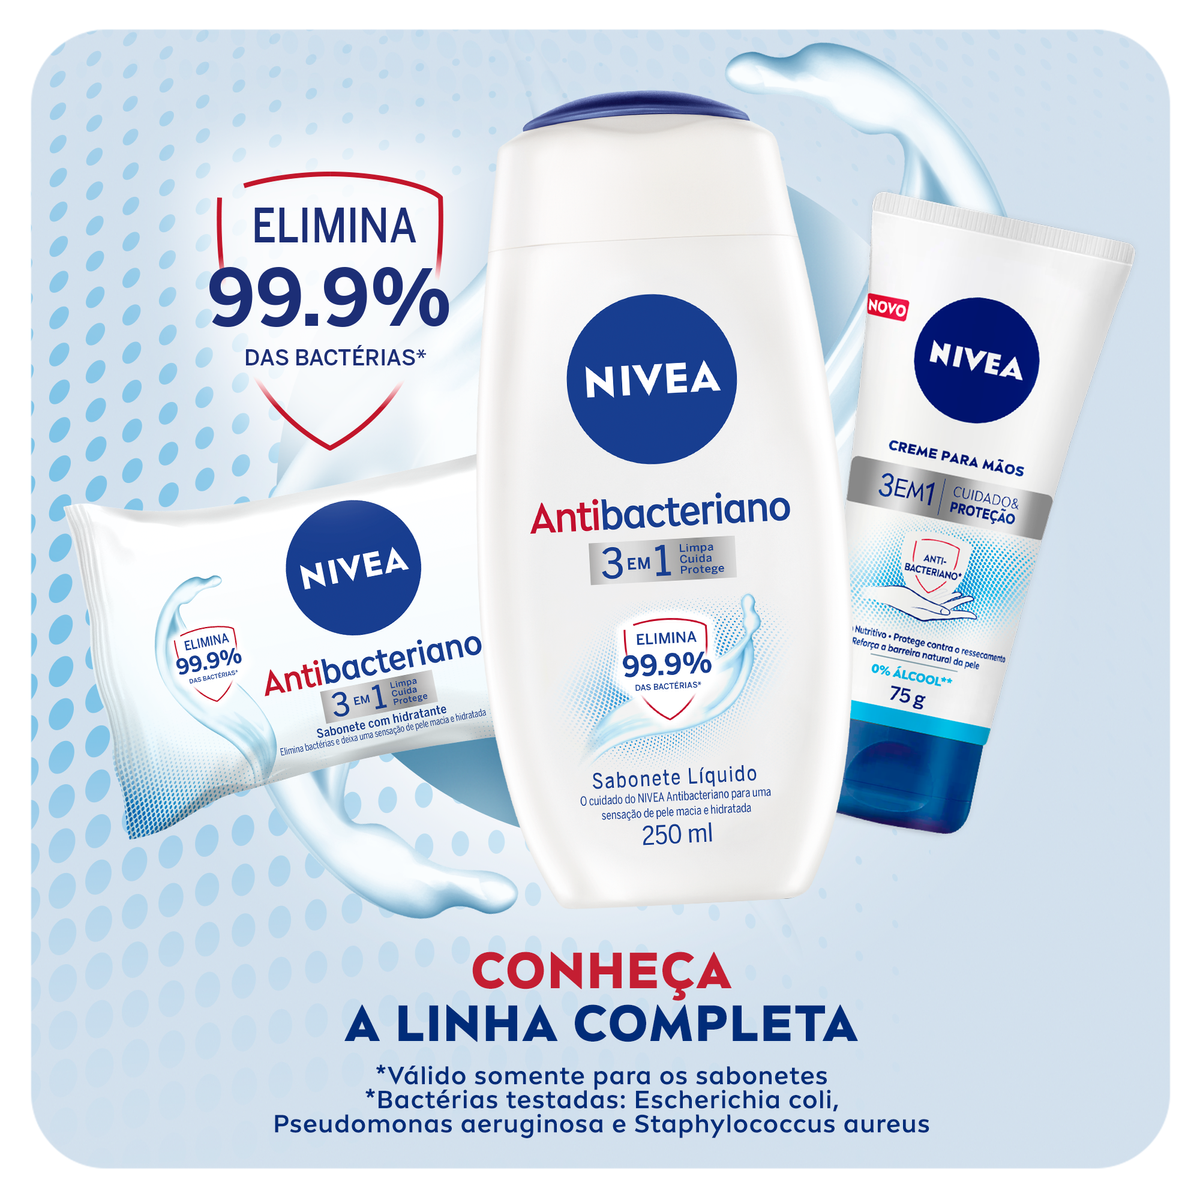 ELIMINA
99.9%
DAS BACTÉRIAS*
NIVEA
Antibacteriano
3 EM 1 Limpa
Cuida
Protege
ELIMINA
99.9%
DAS BACTÉRIAS*
Sabonete Líquido
O cuidado do NIVEA Antibacteriano para uma
sensação de pele macia e hidratada
250 ml
NOVO
NIVEA
CREME PARA MÃOS
3EM1 CUIDADO&
PROTEÇÃO
ANTI-
BACTERIANO*
Nutritivo • Protege contra o ressecamento
Reforça a barreira natural da pele
0% ÁLCOOL**
75 g
NIVEA
ELIMINA
99.9%
DAS BACTÉRIAS*
Antibacteriano
3 EM 1 Limpa
Cuida
Protege
Sabonete com hidratante
Elimina bactérias e deixa uma sensação de pele macia e hidratada
CONHEÇA
A LINHA COMPLETA
*Válido somente para os sabonetes
*Bactérias testadas: Escherichia coli,
Pseudomonas aeruginosa e Staphylococcus aureus